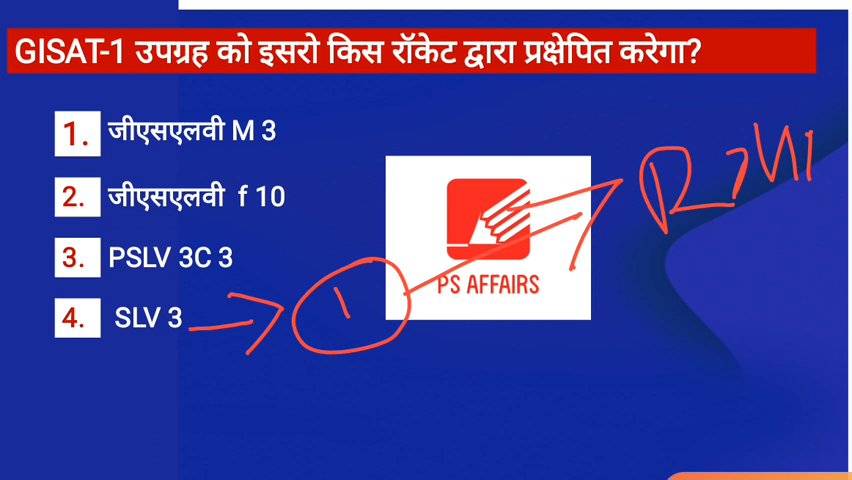 GISAT-1 उपग्रह को इसरो किस रॉकेट द्वारा प्रक्षेपित करेगा?
1. जीएसएलवी M 3
2. जीएसएलवी f 10
3. PSLV 3C 3
4. SLV 3
1
PS AFFAIRS